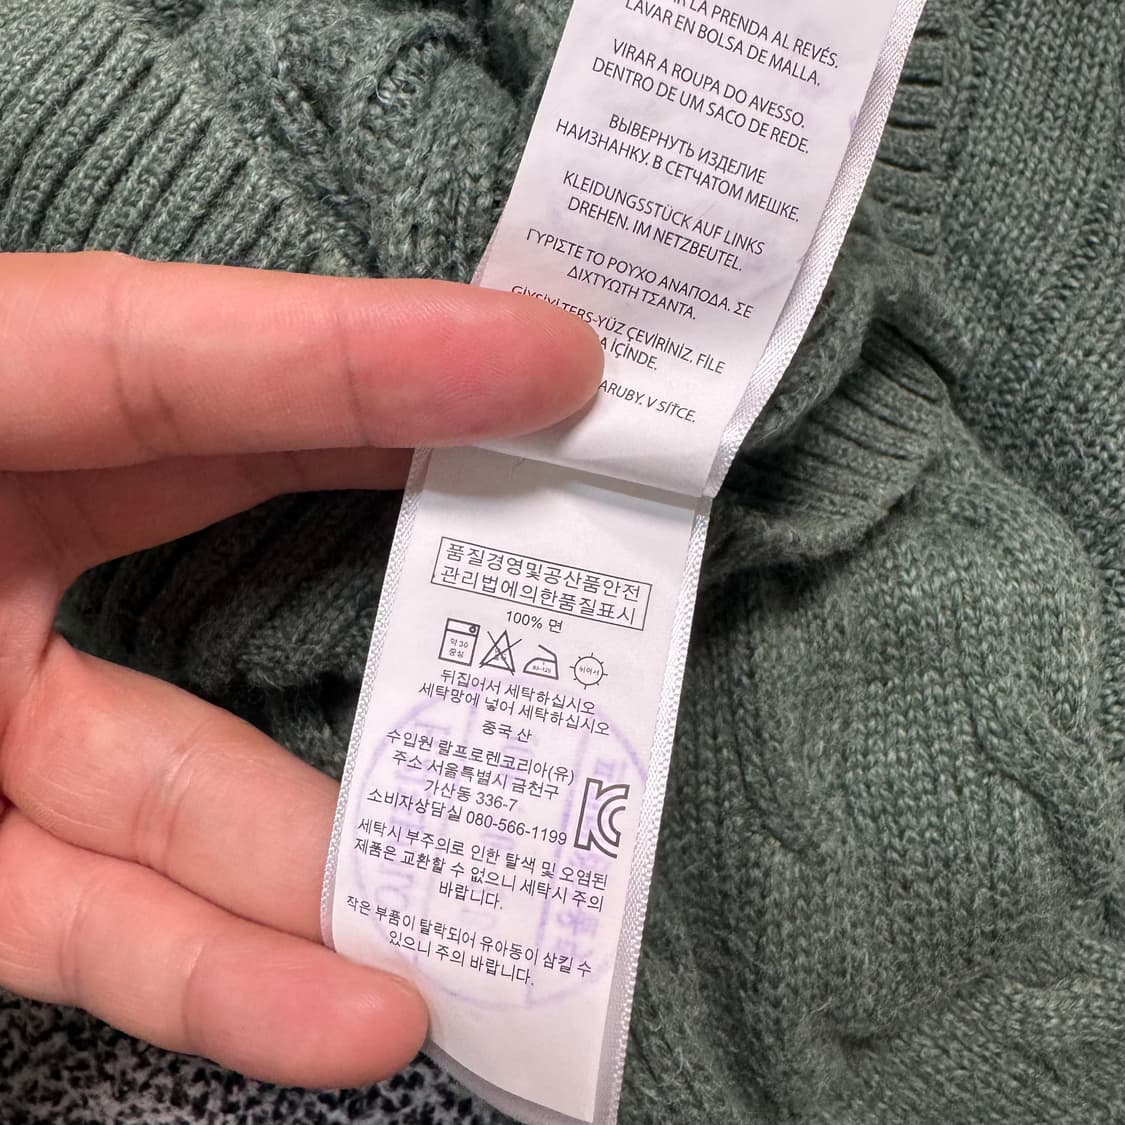 LA PRENDA AL REVÉS.
LAVAR EN BOLSA DE MALLA.
VIRAR A ROUPA DO AVESSO.
DENTRO DE UM SACO DE REDE.
ВЫВЕРНУТЬ ИЗДЕЛИЕ
НАИЗНАНКУ. В СЕТЧАТОМ МЕШКЕ.
KLEIDUNGSSTÜCK AUF LINKS
DREHEN. IM NETZBEUTEL.
ΓΥΡΙΣΤΕ ΤΟ ΡΟΥΧΟ ΑΝΑΠΟΔΑ. ΣΕ
ΔΙΧΤΥΩΤΗ ΤΣΑΝΤΑ.
TERS-YÜZ ÇEVİRİNİZ. FİLE
İÇİNDE.
V SÍŤCE.
품질경영및공산품안전
관리법에의한품질표시
100% 면
약 30
중성
뒤집어서 세탁하십시오
세탁망에 넣어 세탁하십시오
중국 산
수입원 랄프로렌코리아(유)
주소 서울특별시 금천구
가산동 336-7
소비자상담실 080-566-1199
세탁시 부주의로 인한 탈색 및 오염된
제품은 교환할 수 없으니 세탁시 주의
바랍니다.
작은 부품이 탈락되어 유아동이 삼킬 수
있으니 주의 바랍니다.